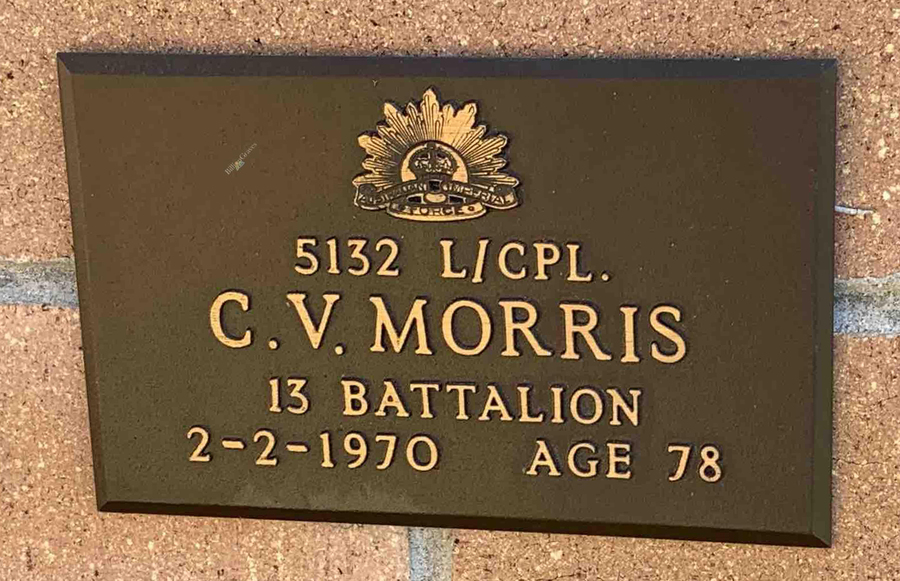 AUSTRALIAN IMPERIAL
FORCE
5132 L/CPL.
C.V. MORRIS
13 BATTALION
2-2-1970 AGE 78